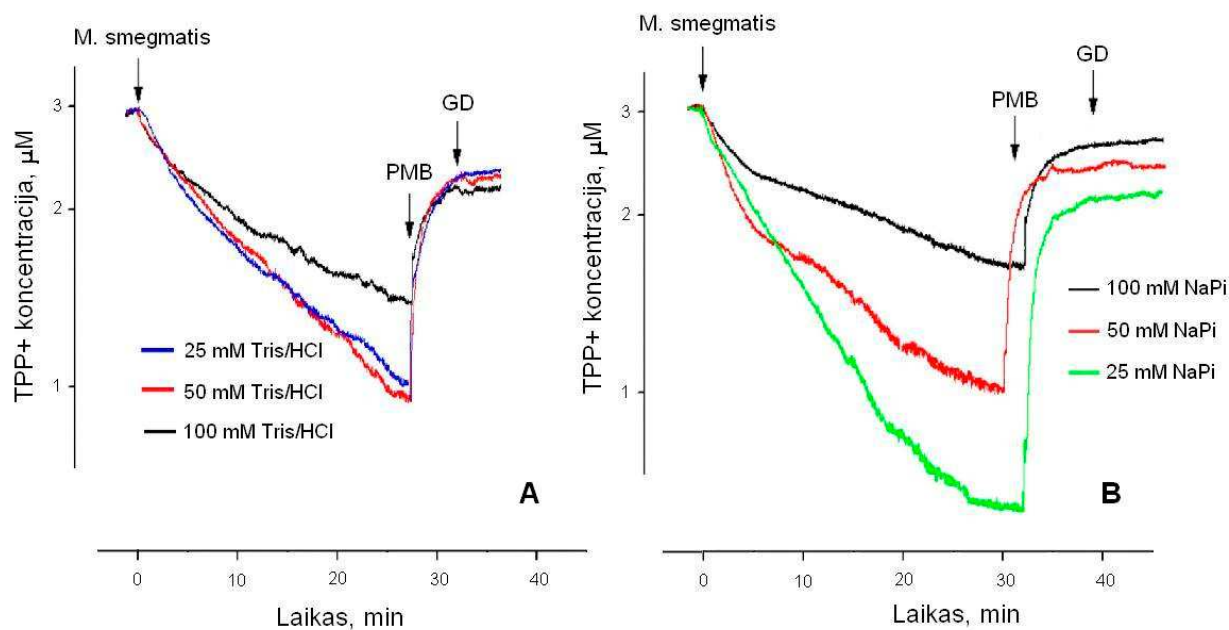 M. smegmatis
GD
PMB
TPP+ koncentracija, µM
3
2
1
25 mM Tris/HCl
50 mM Tris/HCl
100 mM Tris/HCl
A
0 10 20 30 40
Laikas, min
M. smegmatis
GD
PMB
TPP+ koncentracija, µM
3
2
1
100 mM NaPi
50 mM NaPi
25 mM NaPi
B
0 10 20 30 40
Laikas, min